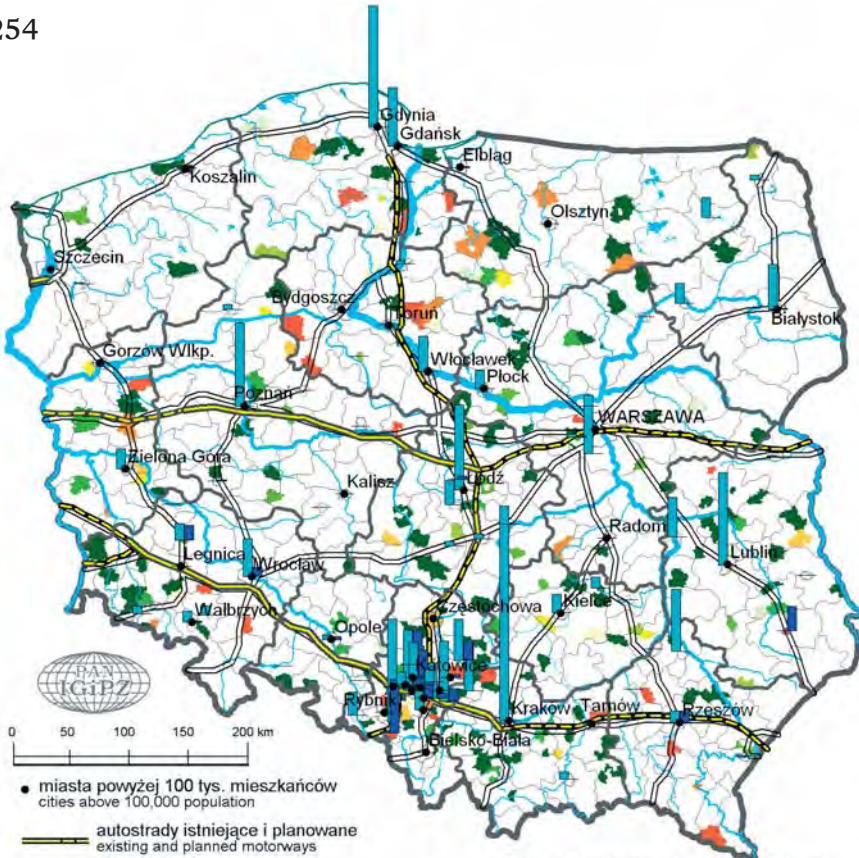 254
Gdynia
Gdańsk
Elbląg
Koszalin
Olsztyn
Szczecin
Bydgoszcz
Toruń
Białystok
Gorzów Wlkp.
Włocławek
Płock
Poznań
WARSZAWA
Zielona Góra
Kalisz
Łódź
Radom
Legnica
Wrocław
Lublin
Wałbrzych
Częstochowa
Kielce
Opole
PAN
IGiPZ
Katowice
Rybnik
Kraków
Tarnów
Rzeszów
Bielsko-Biała
0 50 100 150 200 km
miasta powyżej 100 tys. mieszkańców
cities above 100,000 population
autostrady istniejące i planowane
existing and planned motorways